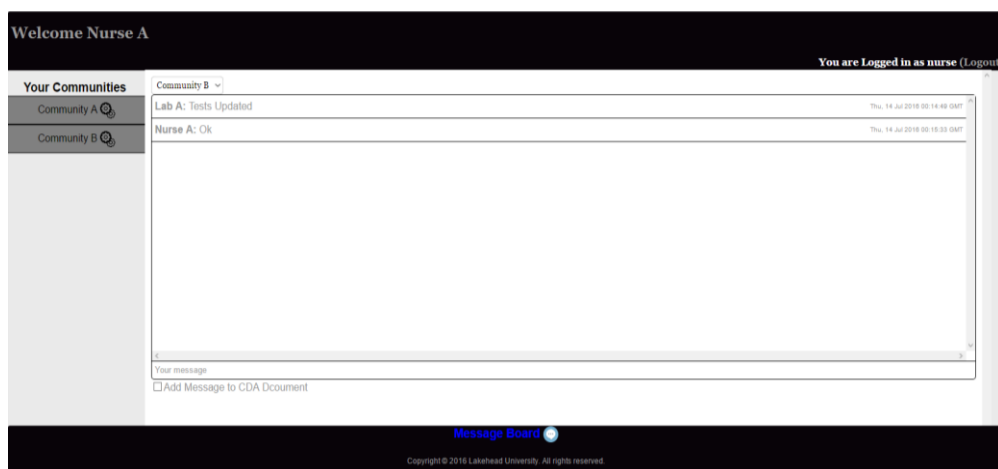 Welcome Nurse A
You are Logged in as nurse (Logout
Your Communities
Community A
Community B
Community B
Lab A: Tests Updated Thu, 14 Jul 2016 00:14:49 GMT
Nurse A: Ok Thu, 14 Jul 2016 00:15:33 GMT
Your message
Add Message to CDA Dcoument
Message Board
Copyright © 2016 Lakehead University. All rights reserved.